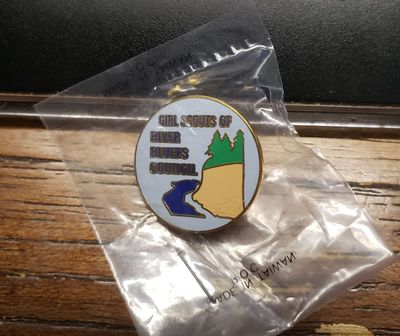 GIRL SCOUTS OF
RIVER
BLUFFS
COUNCIL
MADE IN TAIWAN